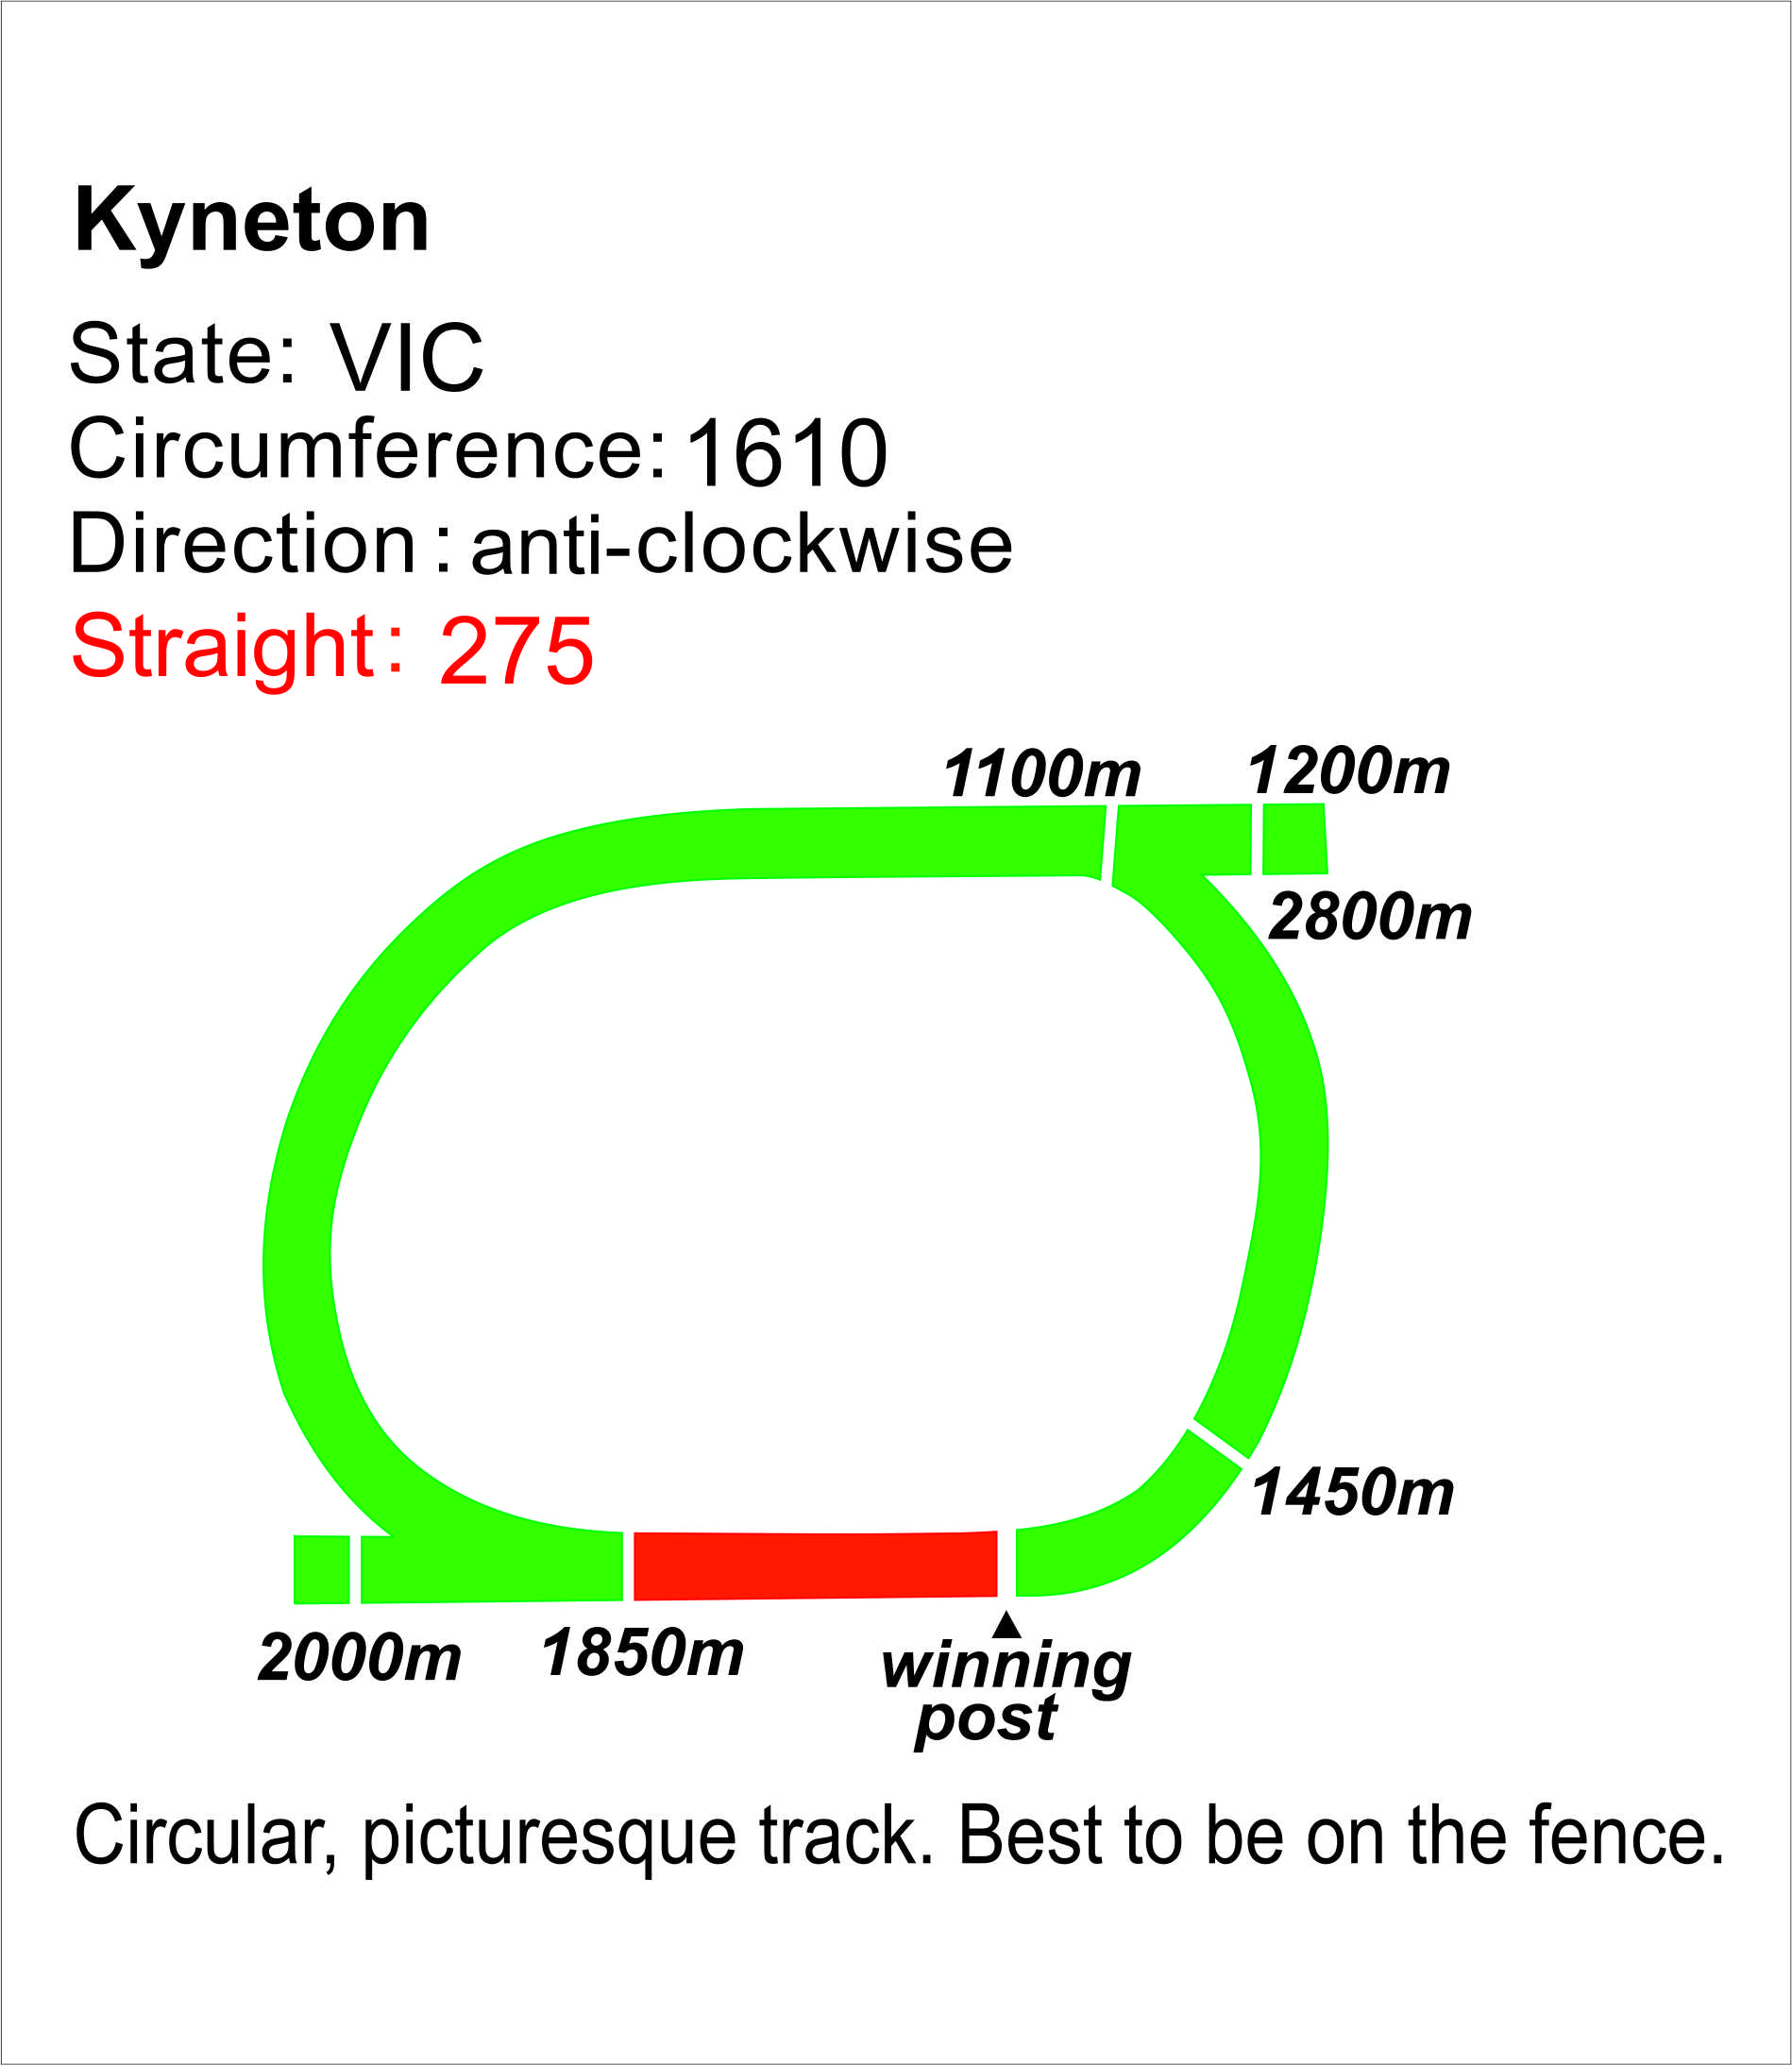 Kyneton
State: VIC
Circumference: 1610
Direction : anti-clockwise
Straight: 275
1100m
1200m
2800m
1450m
2000m
1850m
winning
post
Circular, picturesque track. Best to be on the fence.